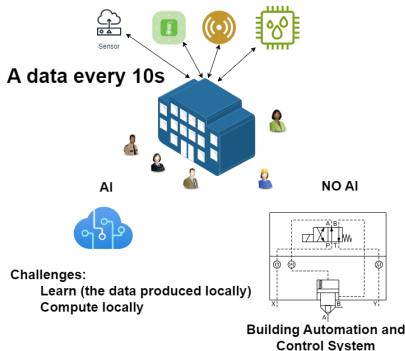 Sensor
A data every 10s
AI
NO AI
A B
P T
X
Y
A
B
Challenges:
Learn (the data produced locally)
Compute locally
Building Automation and
Control System